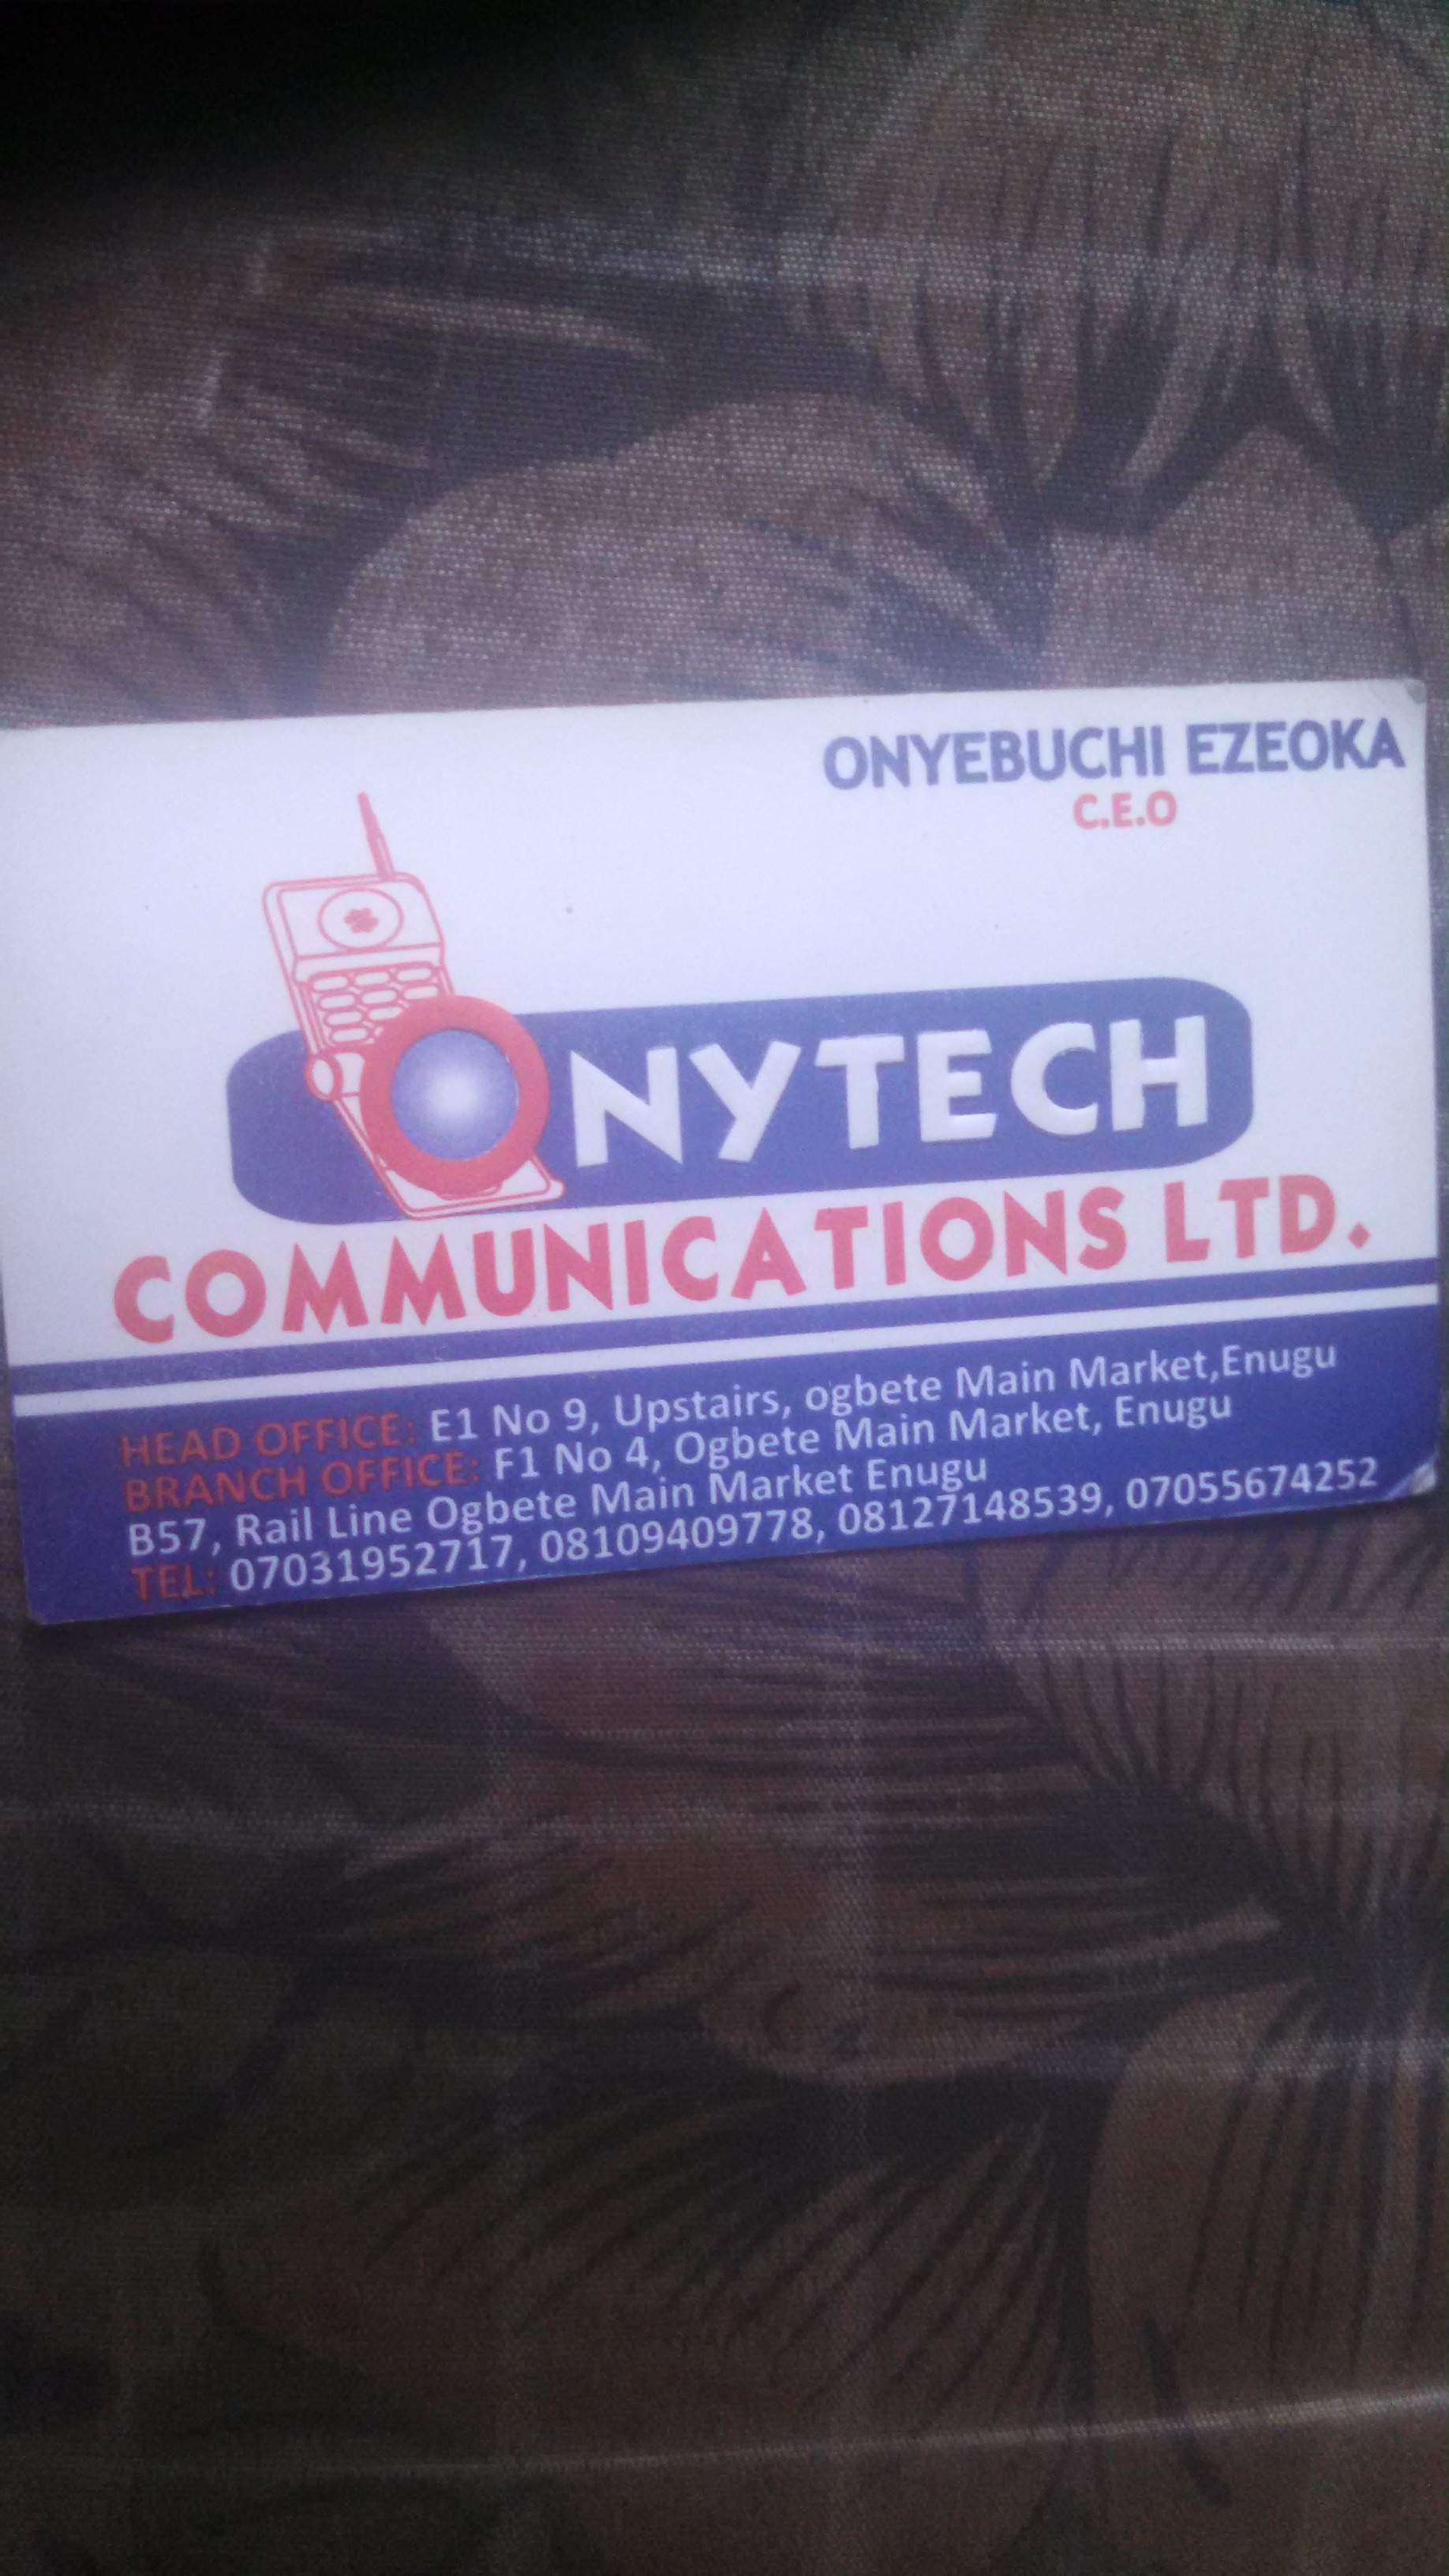 ONYEBUCHI EZEOKA
C.E.O
ONYTECH
COMMUNICATIONS LTD.
HEAD OFFICE: E1 No 9, Upstairs, ogbete Main Market,Enugu
BRANCH OFFICE: F1 No 4, Ogbete Main Market, Enugu
B57, Rail Line Ogbete Main Market Enugu
TEL: 07031952717, 08109409778, 08127148539, 07055674252